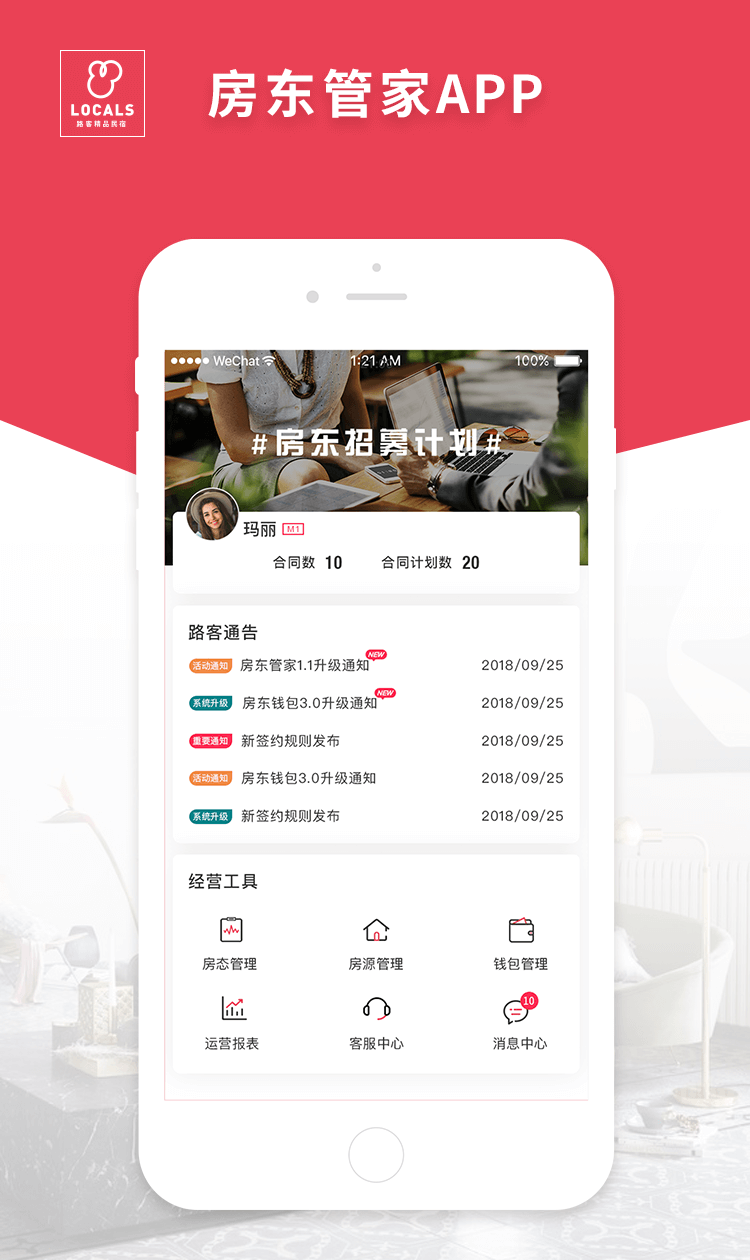 LOCALS
路客精品民宿
房东管家APP
WeChat 1:21 AM 100%
#房东招募计划#
玛丽 M1
合同数 10 合同计划数 20
路客通告
活动通知 房东管家1.1升级通知 NEW 2018/09/25
系统升级 房东钱包3.0升级通知 NEW 2018/09/25
重要通知 新签约规则发布 2018/09/25
活动通知 房东钱包3.0升级通知 2018/09/25
系统升级 新签约规则发布 2018/09/25
经营工具
房态管理 房源管理 钱包管理
10
运营报表 客服中心 消息中心